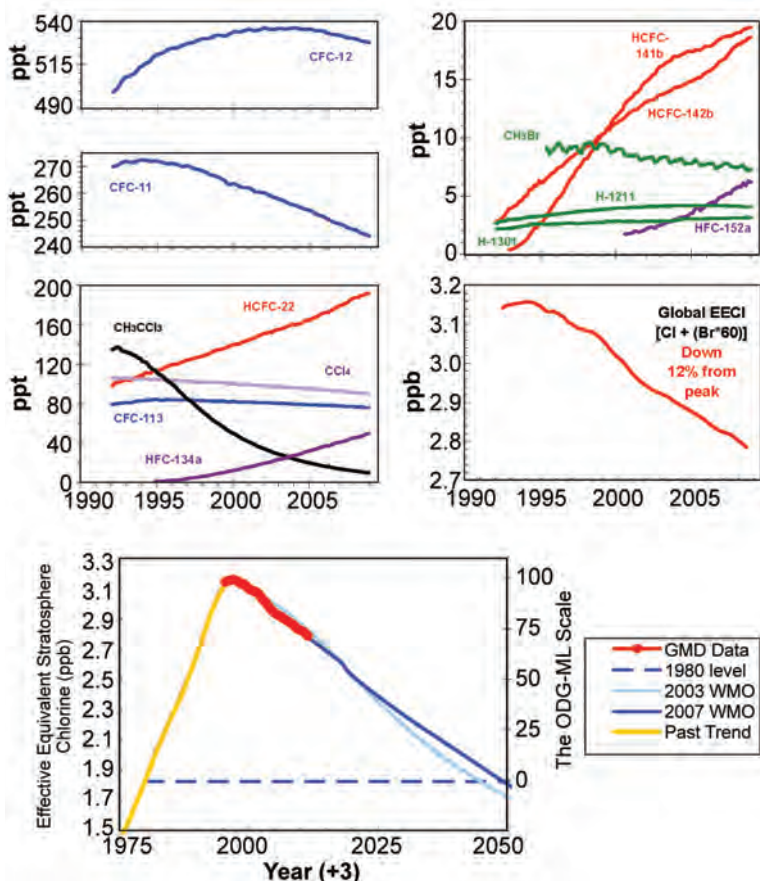 ppt
540
515
490
CFC-12
1990
2000
ppt
270
260
250
240
CFC-11
ppt
200
160
120
80
40
0
CH₃CCl₃
HCFC-22
CCl₄
CFC-113
HFC-134a
1990
1995
2000
2005
ppt
20
15
10
5
0
HCFC-
141b
HCFC-142b
CH₃Br
H-1211
H-1301
HFC-152a
ppb
3.2
3.1
3.0
2.9
2.8
2.7
Global EECl
[Cl + (Br*60)]
Down
12% from
peak
1990
1995
2000
2005
Effective Equivalent Stratosphere
Chlorine (ppb)
3.3
3.1
2.9
2.7
2.5
2.3
2.1
1.9
1.7
1.5
1975
2000
2025
2050
Year (+3)
100
75
50
25
0
The ODG-ML Scale
GMD Data
1980 level
2003 WMO
2007 WMO
Past Trend